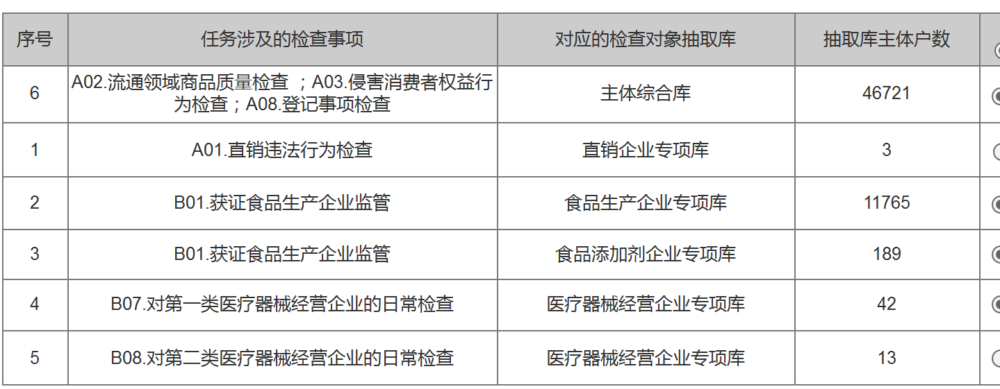 序号 任务涉及的检查事项 对应的检查对象抽取库 抽取库主体户数
6 A02.流通领域商品质量检查 ；A03.侵害消费者权益行为检查；A08.登记事项检查 主体综合库 46721
1 A01.直销违法行为检查 直销企业专项库 3
2 B01.获证食品生产企业监管 食品生产企业专项库 11765
3 B01.获证食品生产企业监管 食品添加剂企业专项库 189
4 B07.对第一类医疗器械经营企业的日常检查 医疗器械经营企业专项库 42
5 B08.对第二类医疗器械经营企业的日常检查 医疗器械经营企业专项库 13